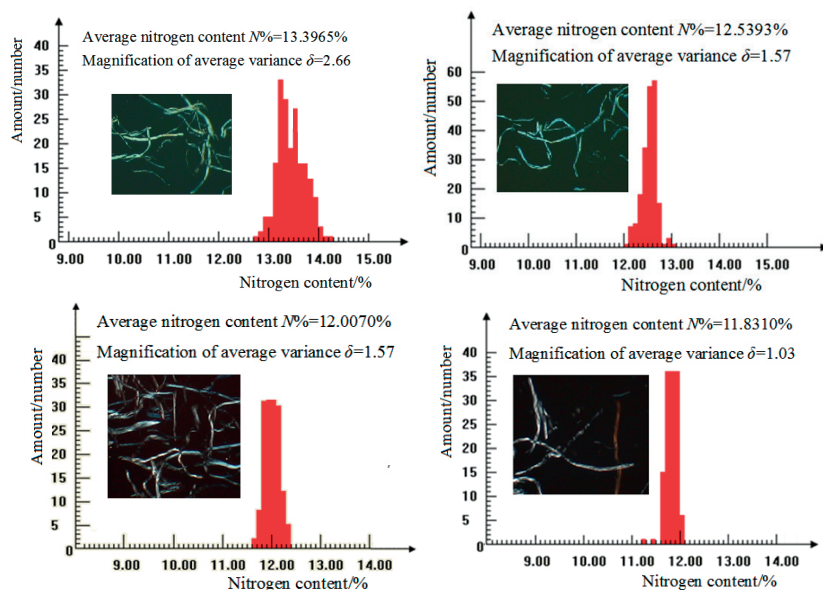 Average nitrogen content N%=13.3965%
Magnification of average variance δ=2.66
Amount/number
40
35
30
25
20
15
10
5
0
9.00 10.00 11.00 12.00 13.00 14.00 15.00
Nitrogen content/%
Average nitrogen content N%=12.5393%
Magnification of average variance δ=1.57
Amount/number
60
50
40
30
20
10
0
9.00 10.00 11.00 12.00 13.00 14.00 15.00
Nitrogen content/%
Average nitrogen content N%=12.0070%
Magnification of average variance δ=1.57
Amount/number
40
35
30
25
20
15
10
5
0
9.00 10.00 11.00 12.00 13.00 14.00
Nitrogen content/%
Average nitrogen content N%=11.8310%
Magnification of average variance δ=1.03
Amount/number
40
35
30
25
20
15
10
5
0
9.00 10.00 11.00 12.00 13.00 14.00
Nitrogen content/%